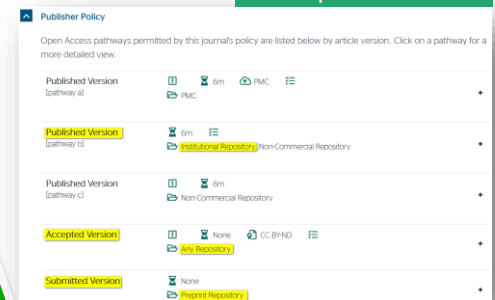 Publisher Policy
Open Access pathways permitted by this journal's policy are listed below by article version. Click on a pathway for a
more detailed view.
Published Version
[pathway a]
6m PMC
PMC
+
Published Version
[pathway b]
6m
Institutional Repository, Non-Commercial Repository
+
Published Version
[pathway c]
6m
Non-Commercial Repository
+
Accepted Version
None CC BY-ND
Any Repository
+
Submitted Version
None
Preprint Repository
+